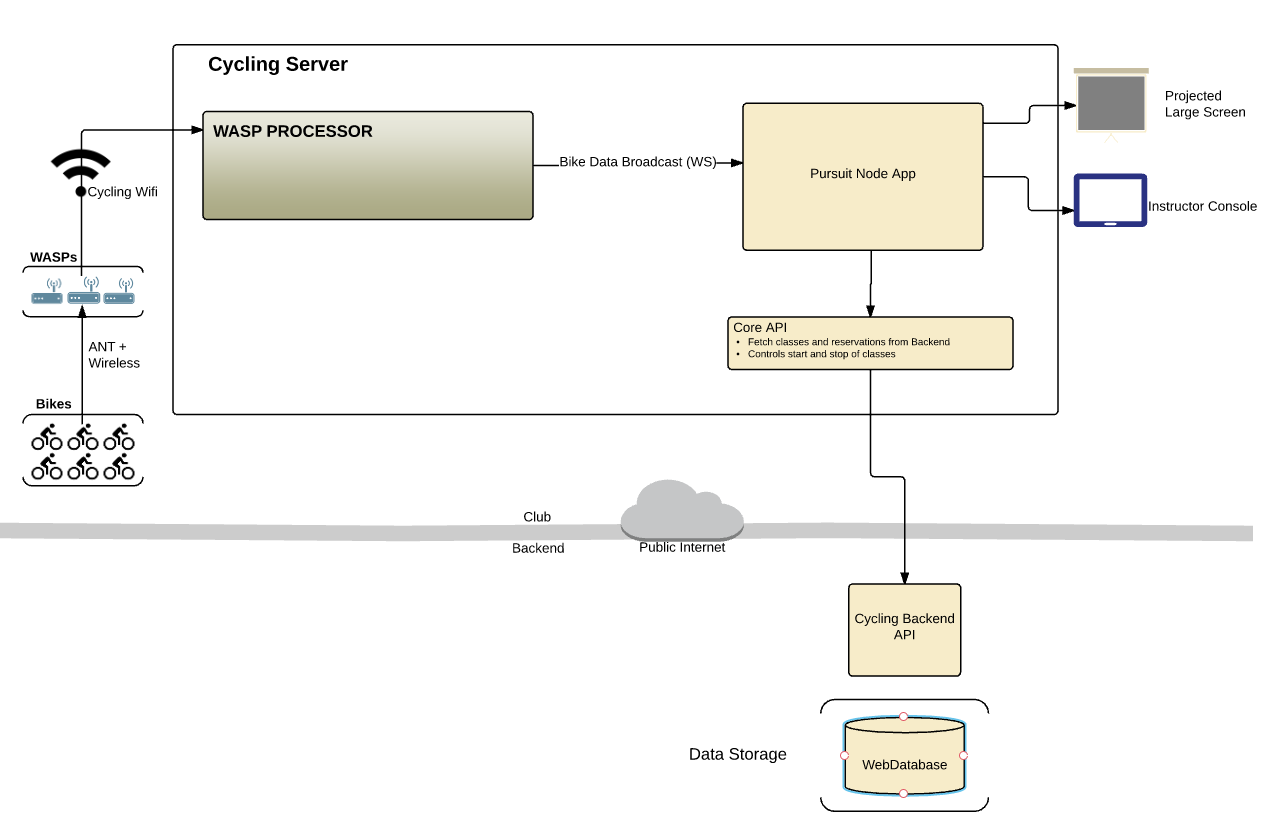 Cycling Server
WASP PROCESSOR
Bike Data Broadcast (WS)
Pursuit Node App
Projected
Large Screen
Instructor Console
Cycling Wifi
WASPs
ANT +
Wireless
Bikes
Core API
• Fetch classes and reservations from Backend
• Controls start and stop of classes
Club
Backend
Public Internet
Cycling Backend
API
Data Storage
WebDatabase